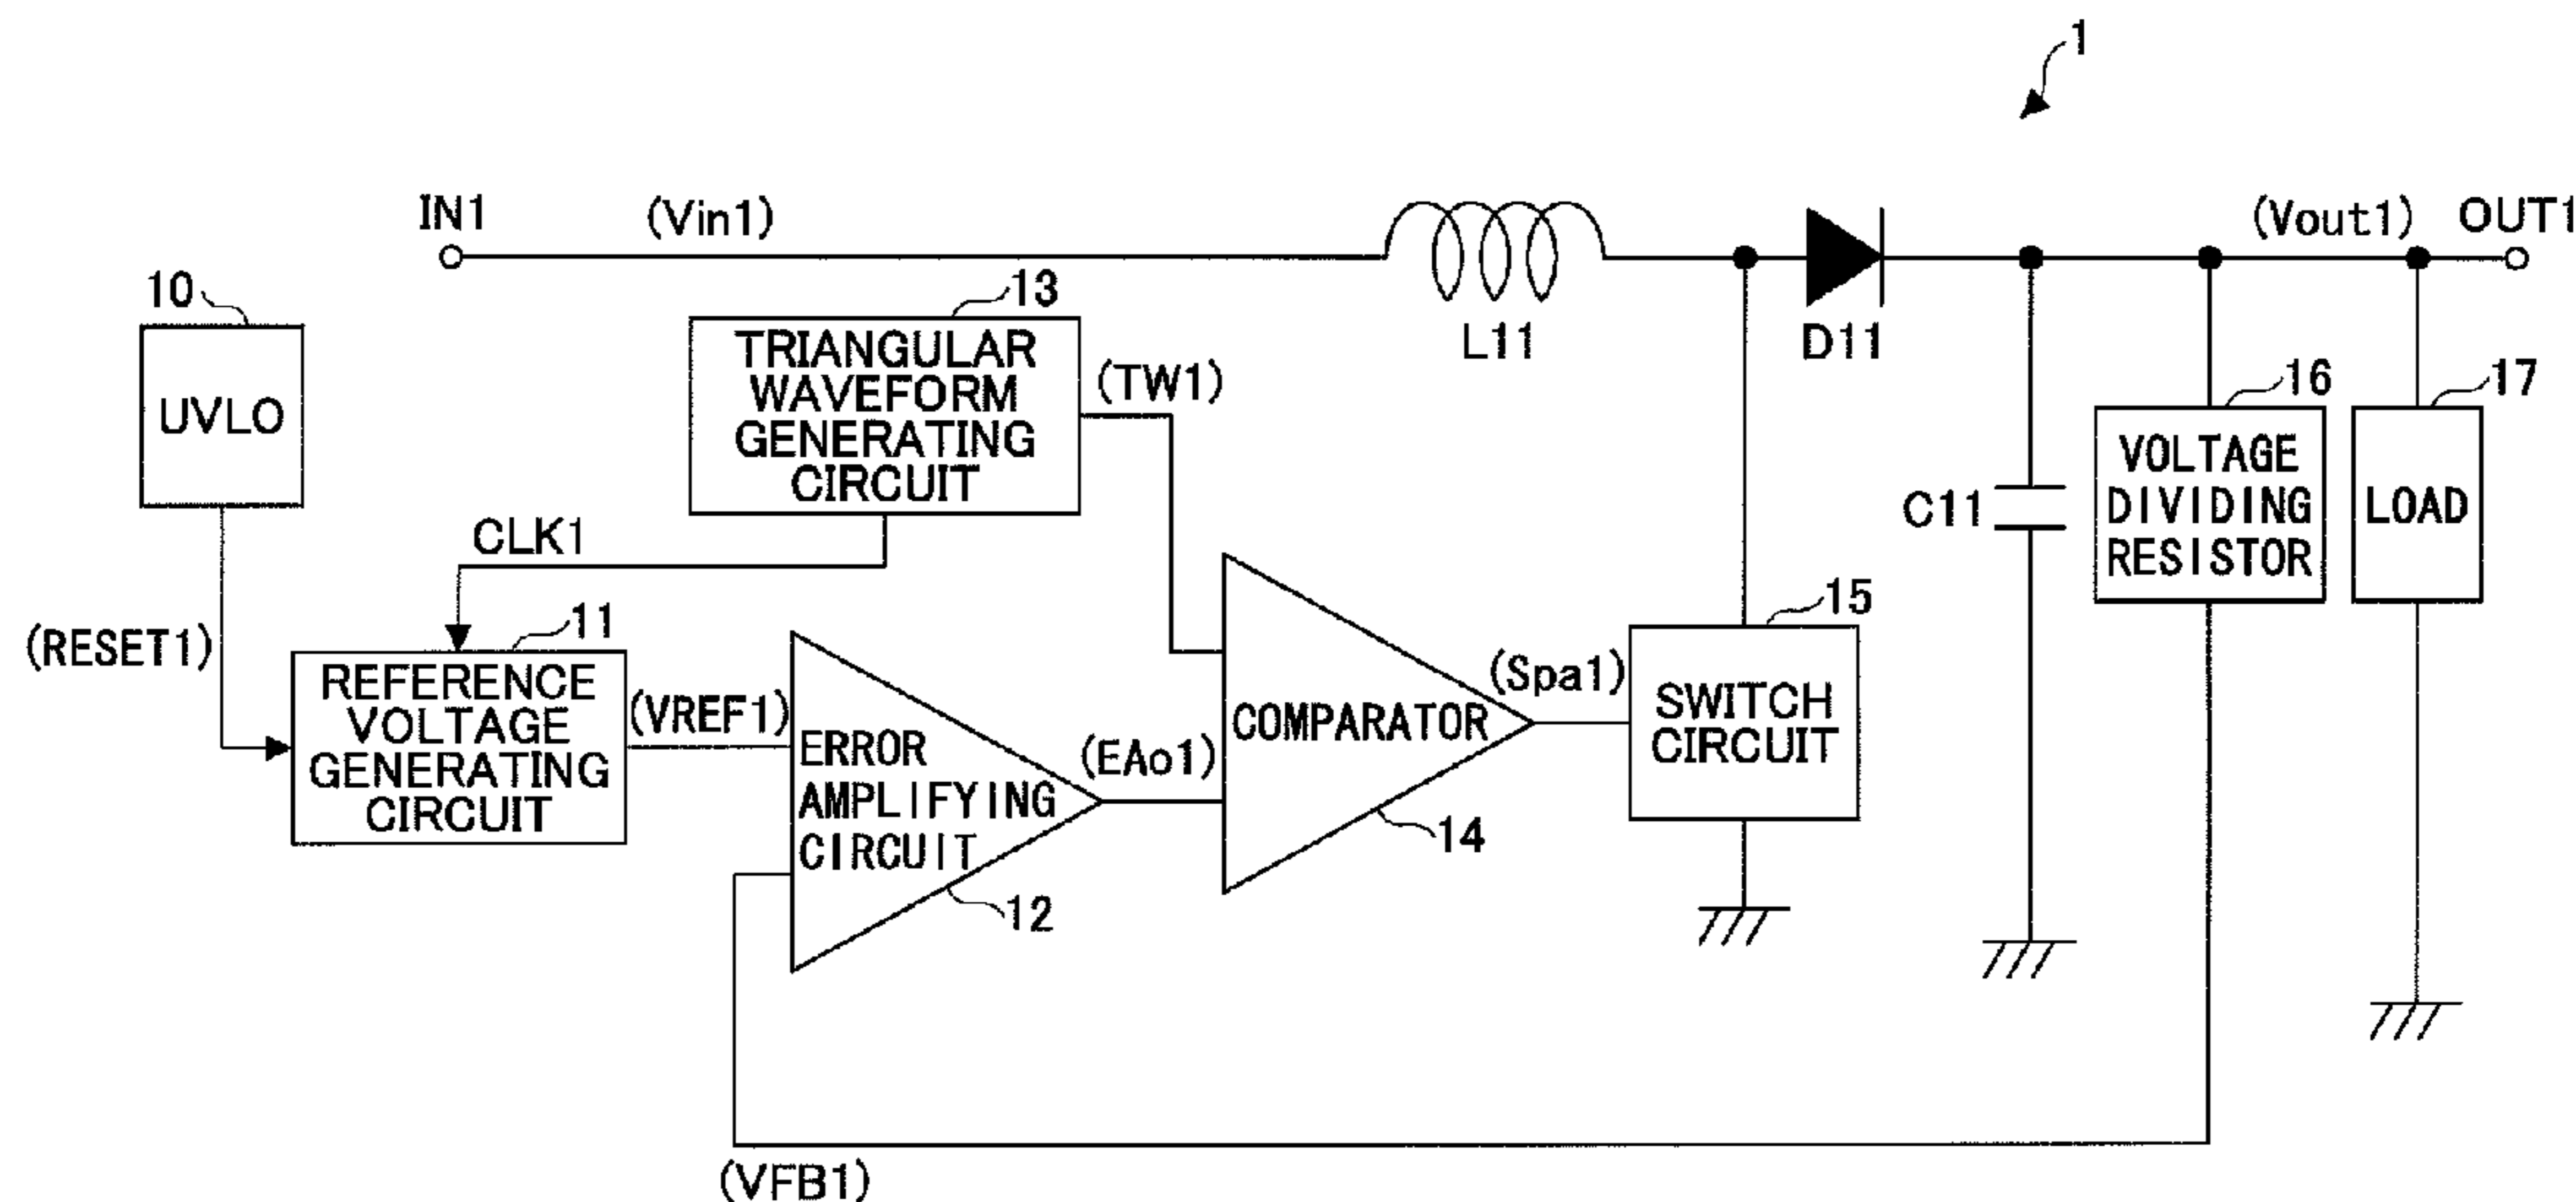 1
IN1
(Vin1)
(Vout1)
OUT1
10
13
L11
D11
UVLO
TRIANGULAR
WAVEFORM
GENERATING
CIRCUIT
(TW1)
16
17
VOLTAGE
DIVIDING
RESISTOR
LOAD
C11
CLK1
(RESET1)
11
15
REFERENCE
VOLTAGE
GENERATING
CIRCUIT
(VREF1)
ERROR
AMPLIFYING
CIRCUIT
(EAo1)
COMPARATOR
(Spa1)
SWITCH
CIRCUIT
14
12
(VFB1)